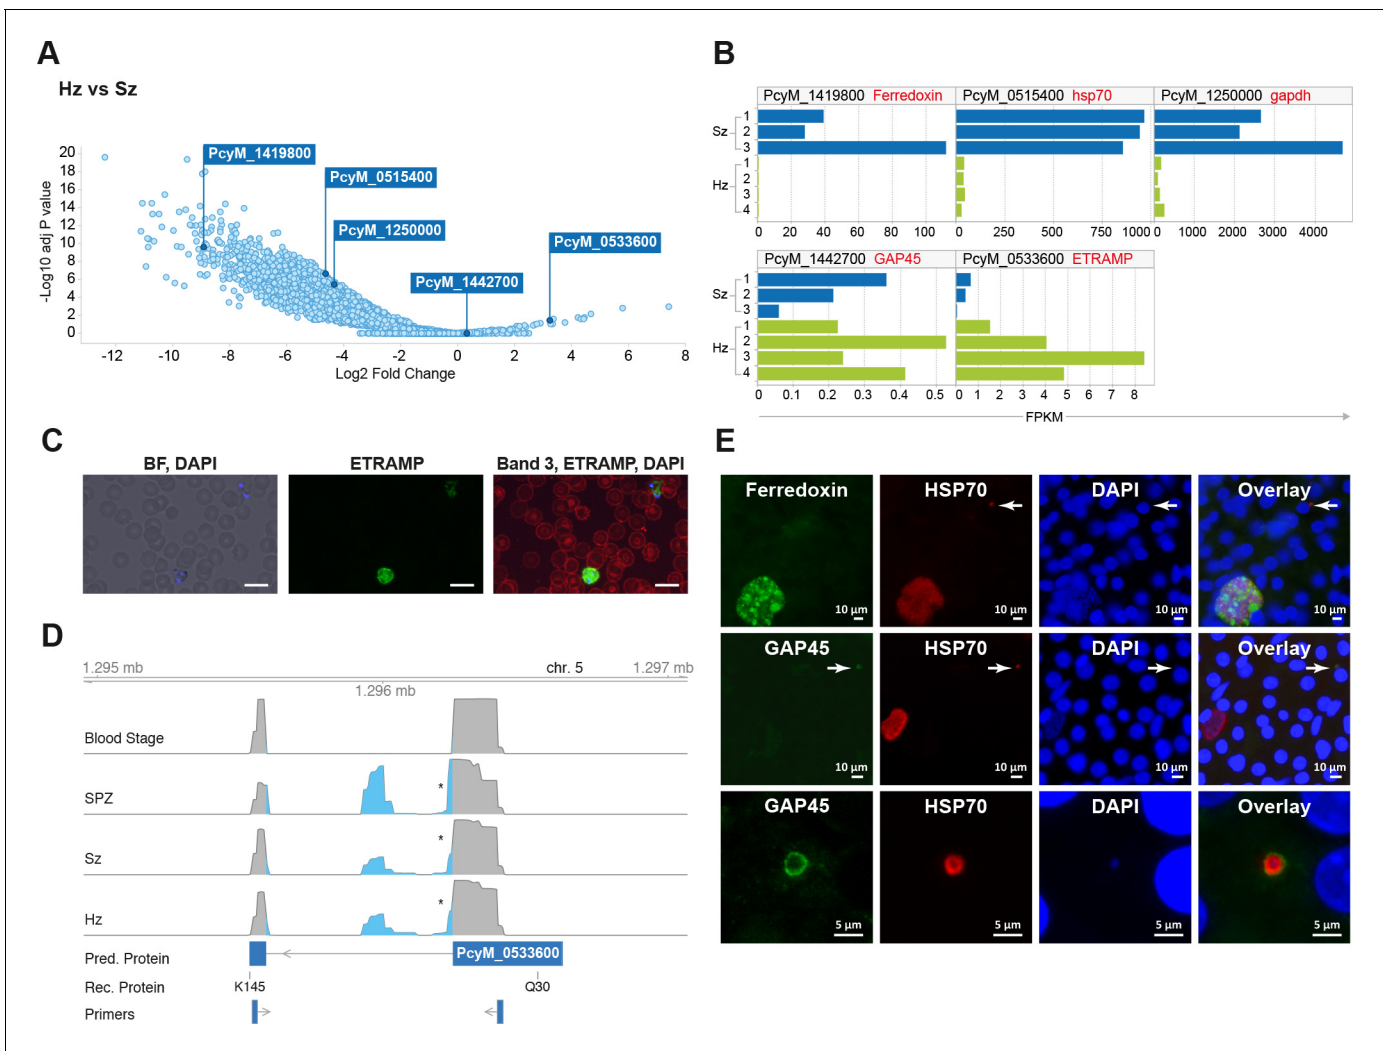 A
Hz vs Sz
20
18
16
14
12
10
8
6
4
2
0
-Log10 adj P value
PcyM_1419800
PcyM_0515400
PcyM_1250000
PcyM_0533600
PcyM_1442700
-12 -10 -8 -6 -4 -2 0 2 4 6 8
Log2 Fold Change
B
PcyM_1419800 Ferredoxin PcyM_0515400 hsp70 PcyM_1250000 gapdh
Sz 1 2 3
Hz 1 2 3 4
0 20 40 60 80 100 0 250 500 750 1000 0 1000 2000 3000 4000
PcyM_1442700 GAP45 PcyM_0533600 ETRAMP
Sz 1 2 3
Hz 1 2 3 4
0 0.1 0.2 0.3 0.4 0.5 0 1 2 3 4 5 6 7 8
FPKM
C
BF, DAPI ETRAMP Band 3, ETRAMP, DAPI
D
1.295 mb chr. 5 1.297 mb
1.296 mb
Blood Stage
SPZ *
Sz *
Hz *
Pred. Protein PcyM_0533600
Rec. Protein K145 Q30
Primers
E
Ferredoxin HSP70 DAPI Overlay
10 µm 10 µm 10 µm 10 µm
GAP45 HSP70 DAPI Overlay
10 µm 10 µm 10 µm 10 µm
GAP45 HSP70 DAPI Overlay
5 µm 5 µm 5 µm 5 µm